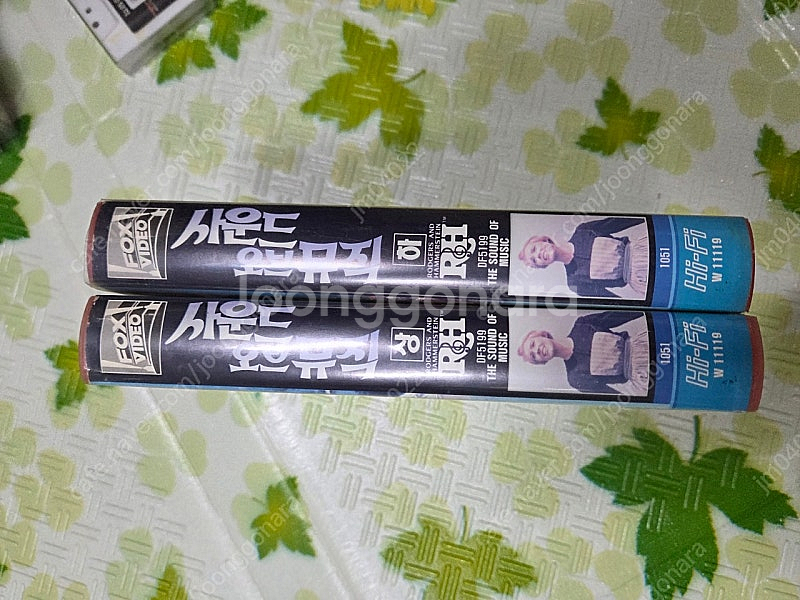 FOX
VIDEO
사운드
오브
뮤직
하
RODGERS AND
HAMMERSTEIN™
R&H
DF5199
THE SOUND OF
MUSIC
1051
Hi-Fi
W 11119
FOX
VIDEO
사운드
오브
뮤직
상
RODGERS AND
HAMMERSTEIN
R&H
DF5199
THE SOUND OF
MUSIC
1051
Hi-Fi
W 11119
Joonggonara